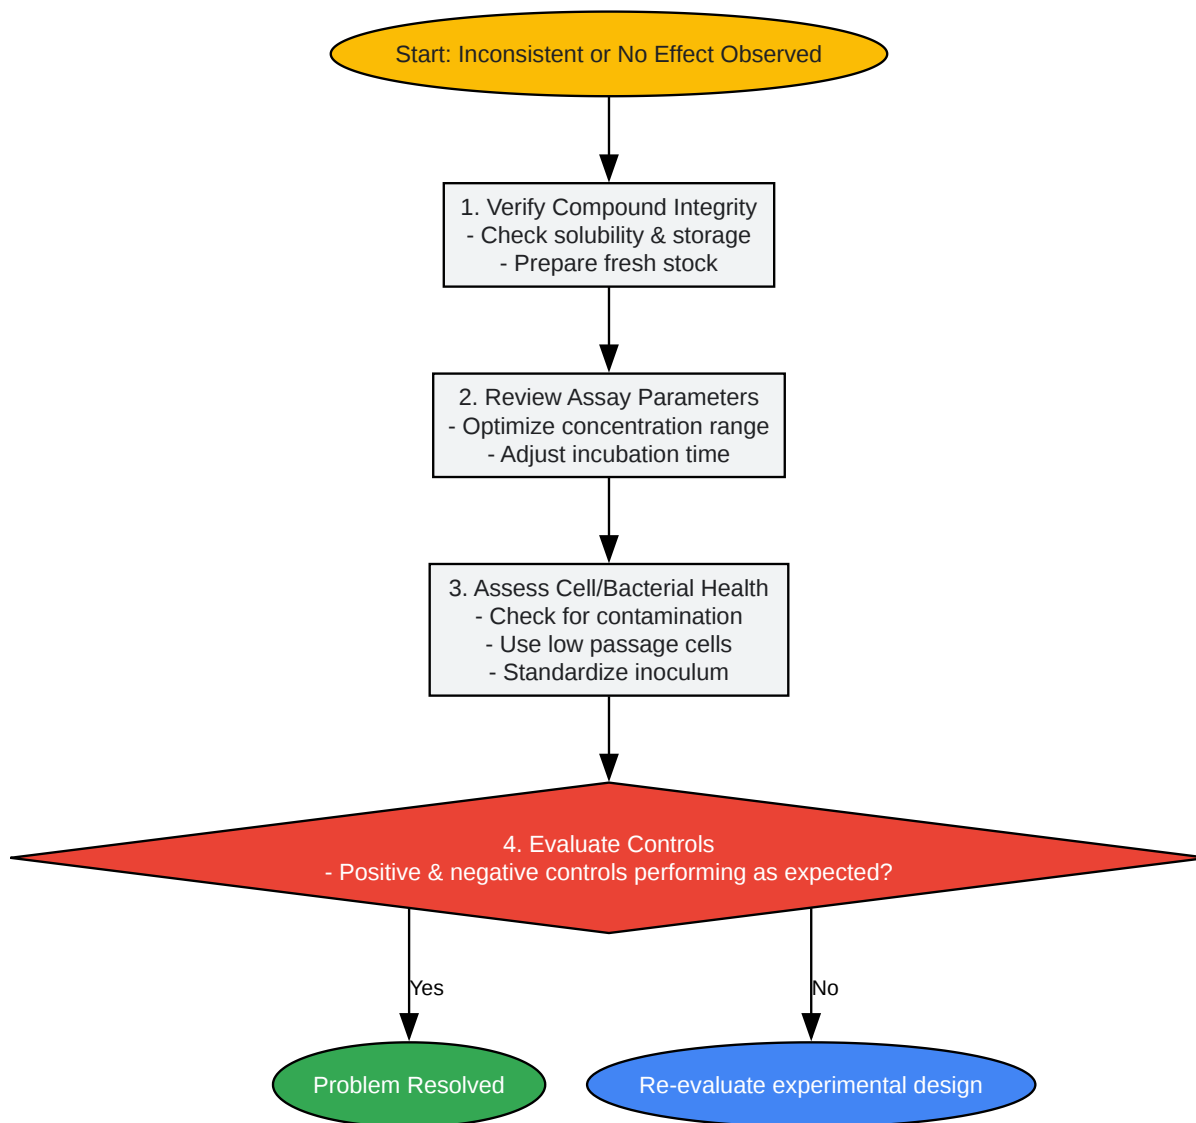 Start: Inconsistent or No Effect Observed
1. Verify Compound Integrity
- Check solubility & storage
- Prepare fresh stock
2. Review Assay Parameters
- Optimize concentration range
- Adjust incubation time
3. Assess Cell/Bacterial Health
- Check for contamination
- Use low passage cells
- Standardize inoculum
4. Evaluate Controls
- Positive & negative controls performing as expected?
Yes
No
Problem Resolved
Re-evaluate experimental design